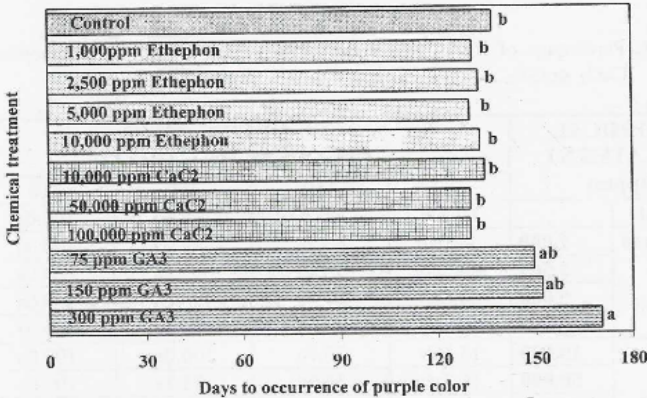 Control b
1,000ppm Ethephon b
2,500 ppm Ethephon b
5,000 ppm Ethephon b
10,000 ppm Ethephon b
10,000 ppm CaC2 b
50,000 ppm CaC2 b
100,000 ppm CaC2 b
75 ppm GA3 ab
150 ppm GA3 ab
300 ppm GA3 a
Chemical treatment
0 30 60 90 120 150 180
Days to occurrence of purple color